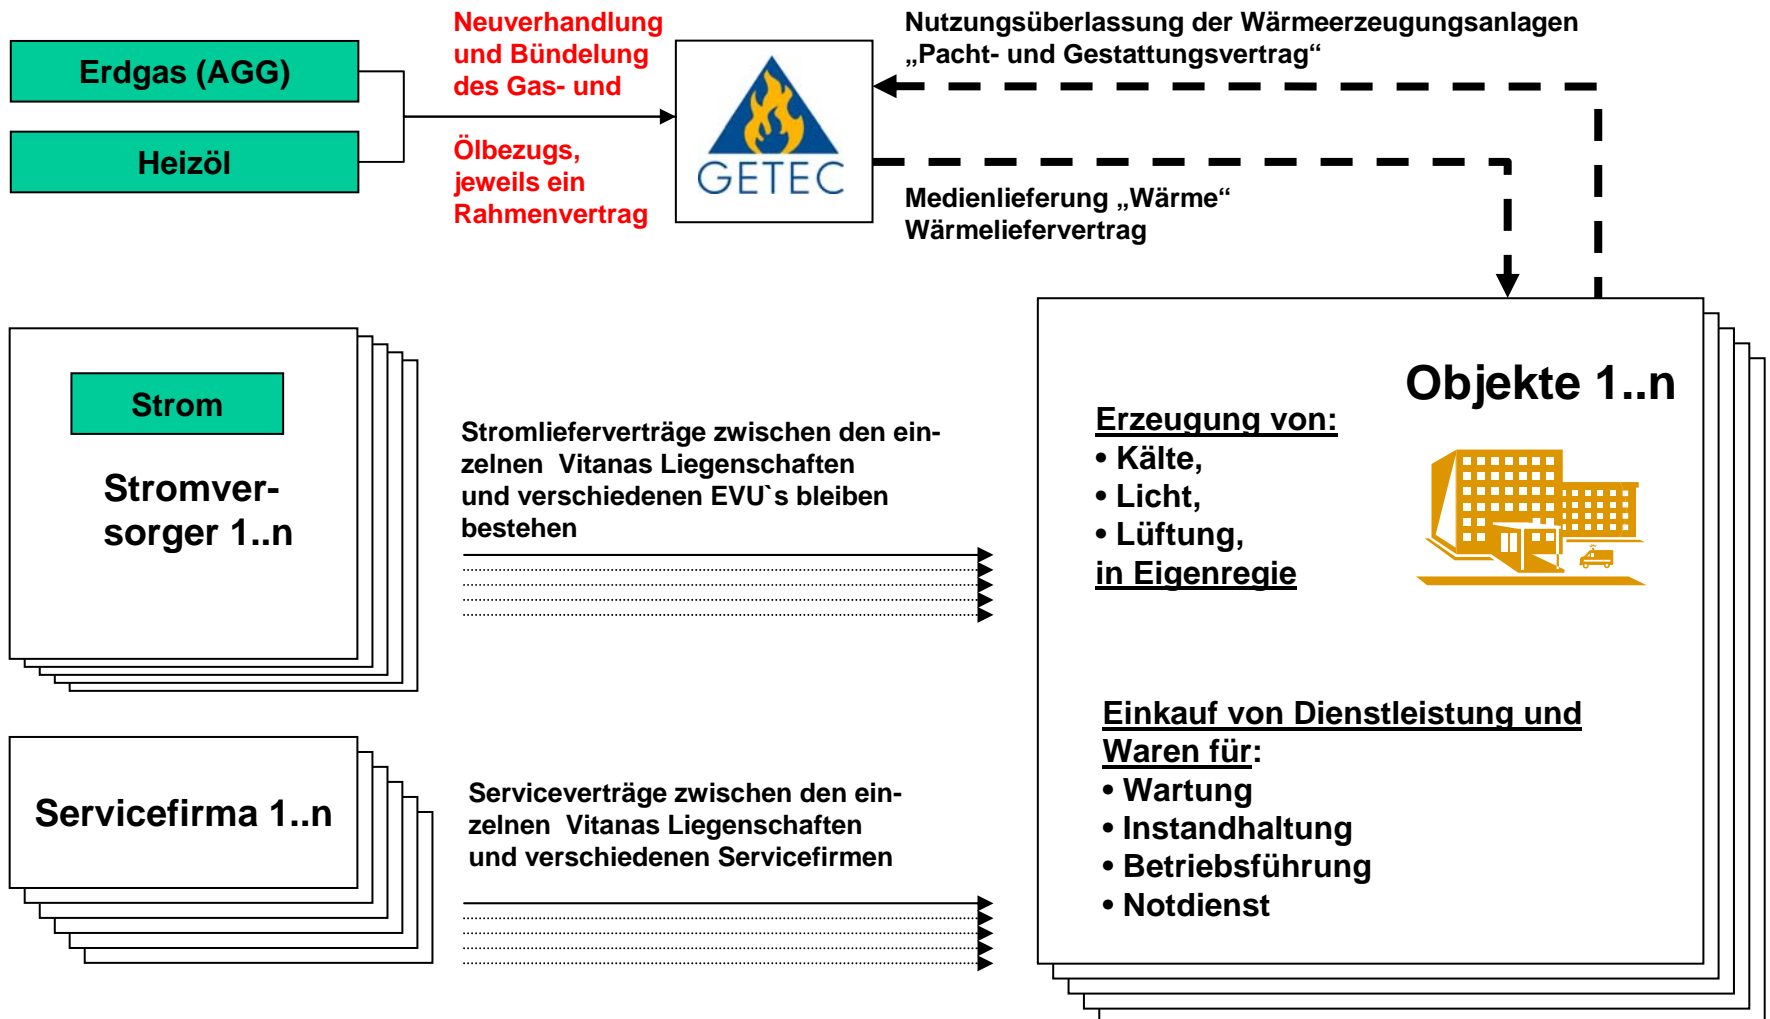 Erdgas (AGG)
Heizöl
Neuverhandlung
und Bündelung
des Gas- und
Ölbezugs,
jeweils ein
Rahmenvertrag
GETEC
Nutzungsüberlassung der Wärmeerzeugungsanlagen
„Pacht- und Gestattungsvertrag“
Medienlieferung „Wärme“
Wärmeliefervertrag
Strom
Stromver-
sorger 1..n
Stromlieferverträge zwischen den ein-
zelnen Vitanas Liegenschaften
und verschiedenen EVU`s bleiben
bestehen
Servicefirma 1..n
Serviceverträge zwischen den ein-
zelnen Vitanas Liegenschaften
und verschiedenen Servicefirmen
Objekte 1..n
Erzeugung von:
• Kälte,
• Licht,
• Lüftung,
in Eigenregie
Einkauf von Dienstleistung und
Waren für:
• Wartung
• Instandhaltung
• Betriebsführung
• Notdienst